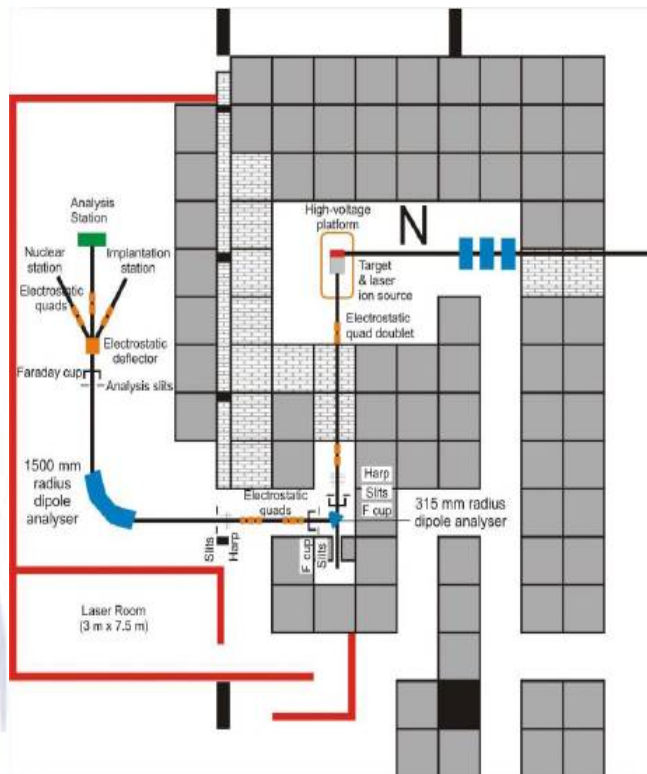 High-voltage
platform
N
Analysis
Station
Nuclear
station
Implantation
station
Target
& laser
ion source
Electrostatic
quads
Electrostatic
quad doublet
Electrostatic
deflector
Faraday cup
Analysis slits
1500 mm
radius
dipole
analyser
Harp
Slits
F cup
315 mm radius
dipole analyser
Electrostatic
quads
Slits
Harp
F cup
Slits
Laser Room
(3 m x 7.5 m)